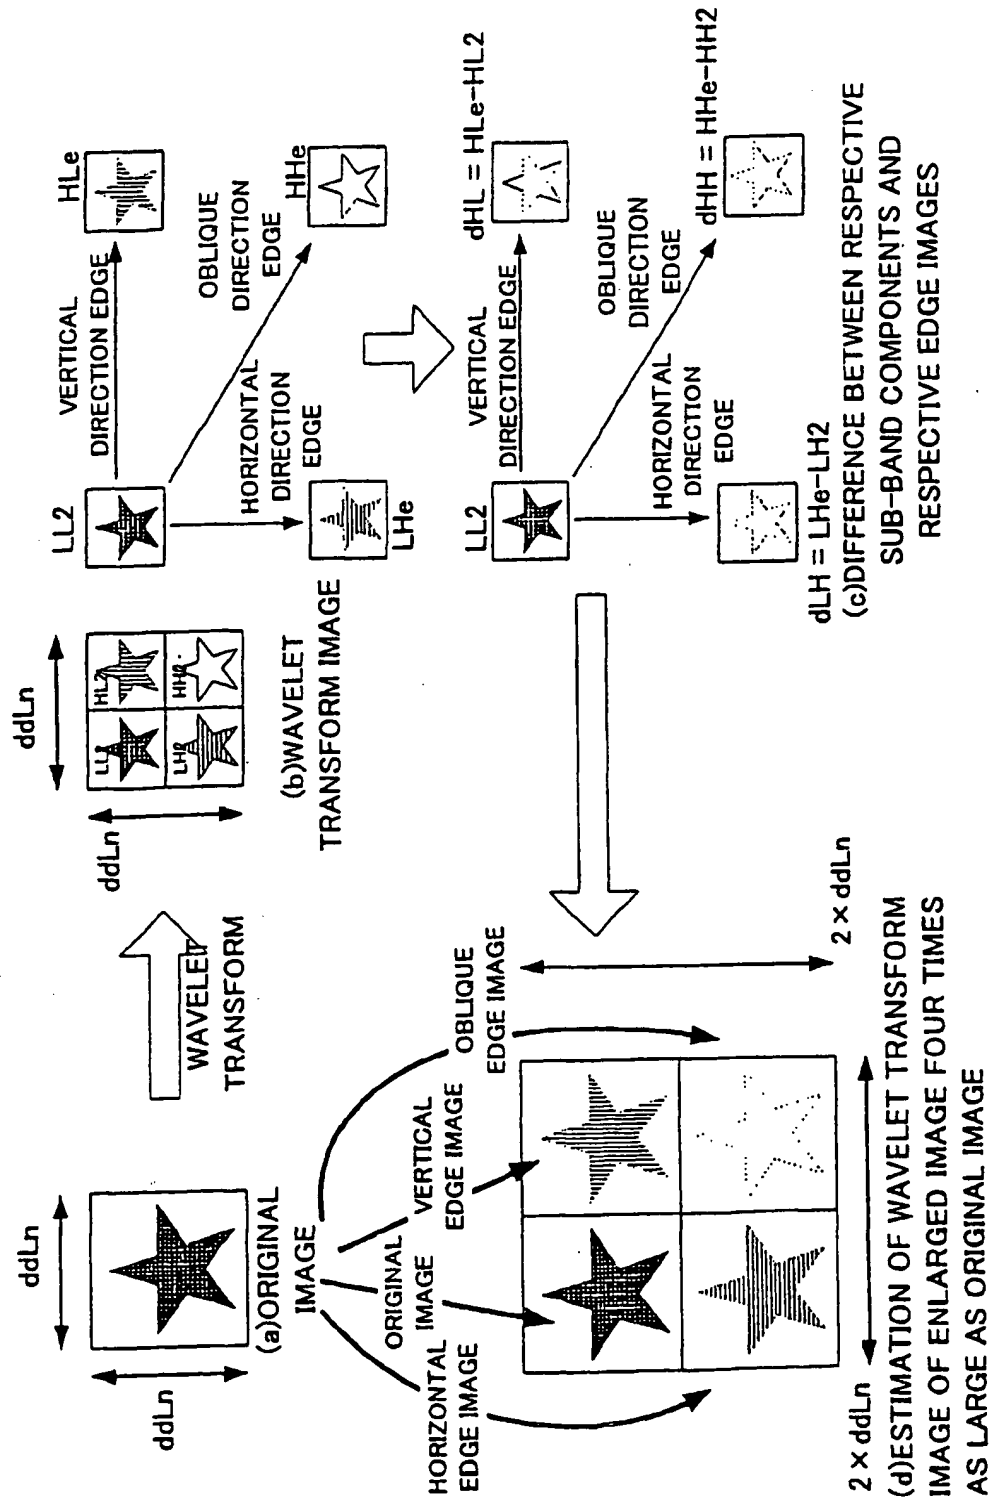 ddLn
ddLn
(a)ORIGINAL
IMAGE
WAVELET
TRANSFORM
ddLn
ddLn
LL2
HL2
LH2
HH2
(b)WAVELET
TRANSFORM IMAGE
LL2
VERTICAL
DIRECTION EDGE
HLe
HORIZONTAL
DIRECTION
EDGE
OBLIQUE
DIRECTION
EDGE
HHe
LHe
LL2
VERTICAL
DIRECTION EDGE
dHL = HLe-HL2
HORIZONTAL
DIRECTION
EDGE
OBLIQUE
DIRECTION
EDGE
dHH = HHe-HH2
dLH = LHe-LH2
(c)DIFFERENCE BETWEEN RESPECTIVE
SUB-BAND COMPONENTS AND
RESPECTIVE EDGE IMAGES
HORIZONTAL
EDGE IMAGE
ORIGINAL
IMAGE
VERTICAL
EDGE IMAGE
OBLIQUE
EDGE IMAGE
2 × ddLn
2 × ddLn
(d)ESTIMATION OF WAVELET TRANSFORM
IMAGE OF ENLARGED IMAGE FOUR TIMES
AS LARGE AS ORIGINAL IMAGE